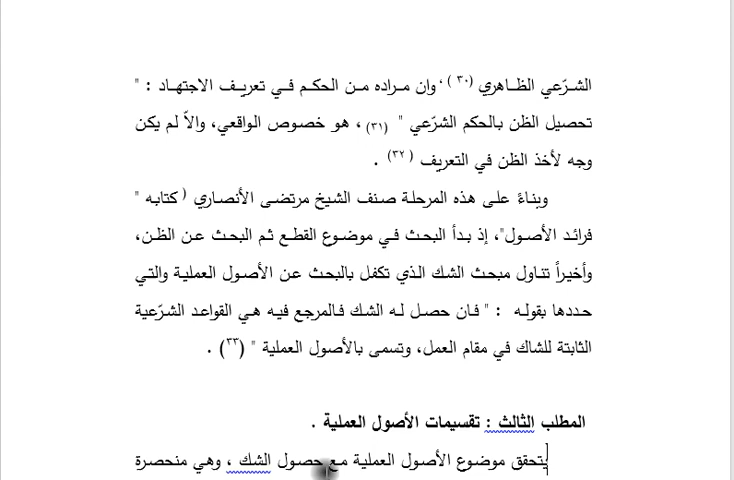 الشرّعي الظاهري (٣٠) ، وان مراده من الحكم في تعريف الاجتهاد : "
تحصيل الظن بالحكم الشرّعي " (٣١) ، هو خصوص الواقعي، والاّ لم يكن
وجه لأخذ الظن في التعريف (٣٢) .
وبناءً على هذه المرحلة صنف الشيخ مرتضى الأنصاري ( كتابه "
فرائد الأصول"، إذ بدأ البحث في موضوع القطع ثم البحث عن الظن،
وأخيراً تناول مبحث الشك الذي تكفل بالبحث عن الأصول العملية والتي
حددها بقوله : " فان حصل له الشك فالمرجع فيه هي القواعد الشرّعية
الثابتة للشاك في مقام العمل، وتسمى بالأصول العملية " (٣٣) .
المطلب الثالث : تقسيمات الأصول العملية .
يتحقق موضوع الأصول العملية مع حصول الشك ، وهي منحصرة